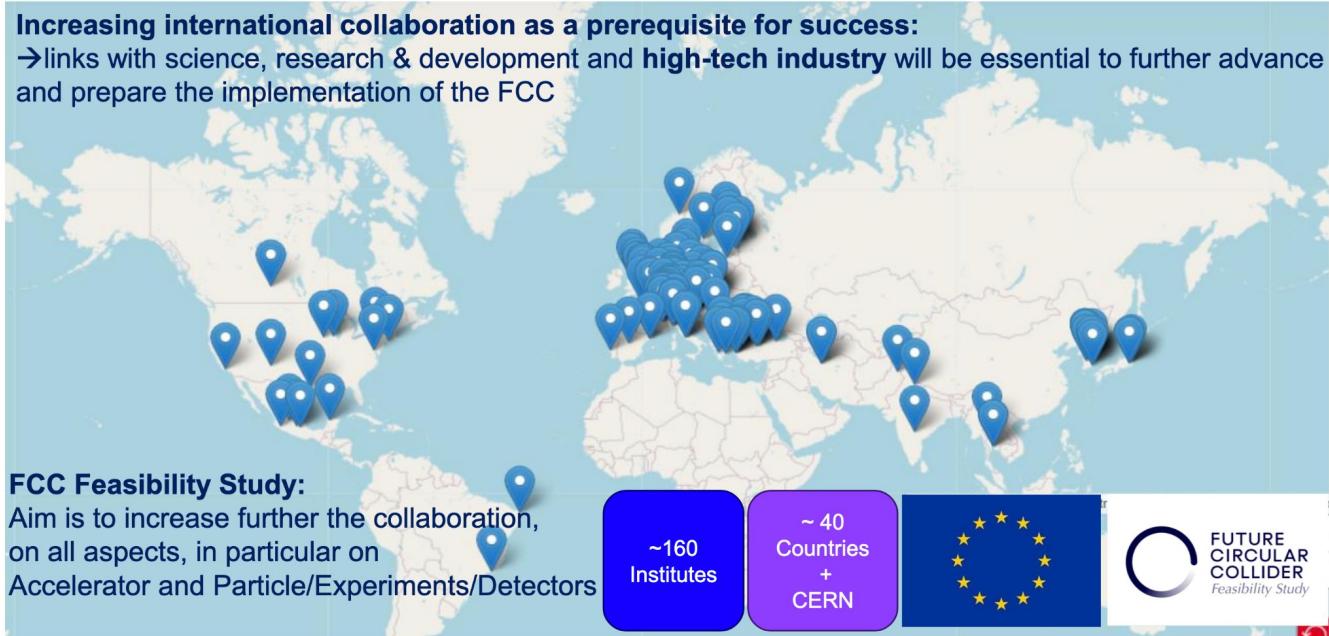 Increasing international collaboration as a prerequisite for success:
→links with science, research & development and high-tech industry will be essential to further advance
and prepare the implementation of the FCC
FCC Feasibility Study:
Aim is to increase further the collaboration,
on all aspects, in particular on
Accelerator and Particle/Experiments/Detectors
~160
Institutes
~ 40
Countries
+
CERN
FUTURE
CIRCULAR
COLLIDER
Feasibility Study